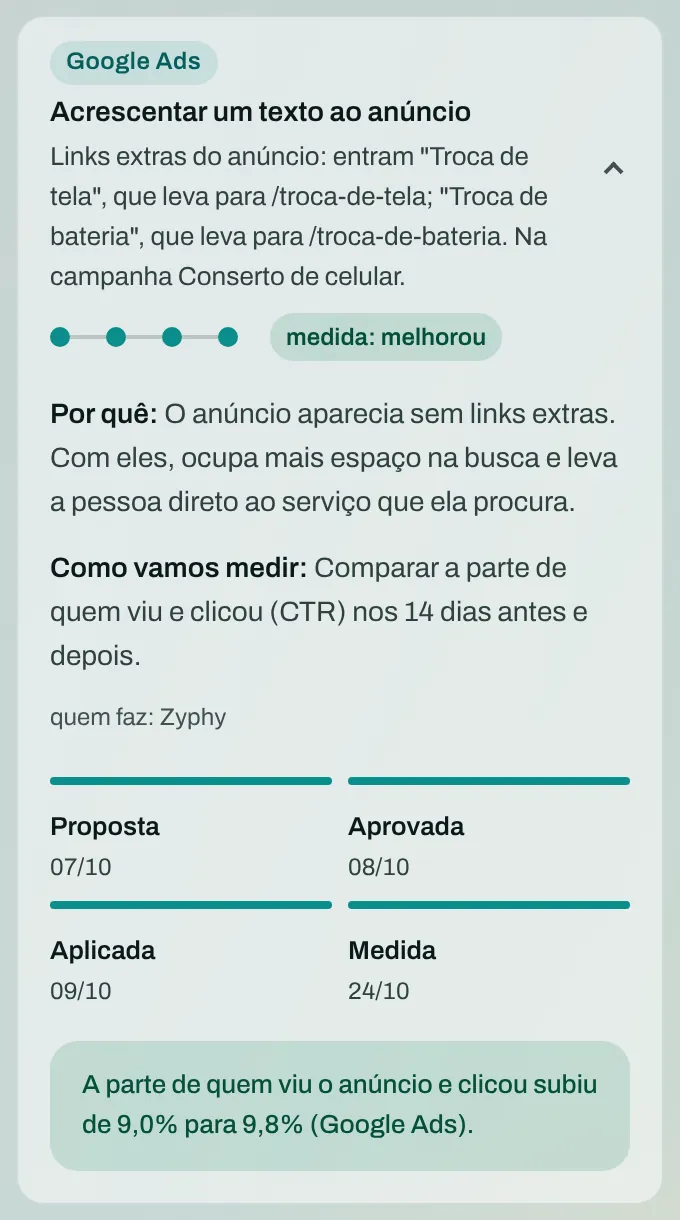 Google Ads
Acrescentar um texto ao anúncio
Links extras do anúncio: entram "Troca de
tela", que leva para /troca-de-tela; "Troca de
bateria", que leva para /troca-de-bateria. Na
campanha Conserto de celular.
medida: melhorou
Por quê: O anúncio aparecia sem links extras.
Com eles, ocupa mais espaço na busca e leva
a pessoa direto ao serviço que ela procura.
Como vamos medir: Comparar a parte de
quem viu e clicou (CTR) nos 14 dias antes e
depois.
quem faz: Zyphy
Proposta
07/10
Aprovada
08/10
Aplicada
09/10
Medida
24/10
A parte de quem viu o anúncio e clicou subiu
de 9,0% para 9,8% (Google Ads).